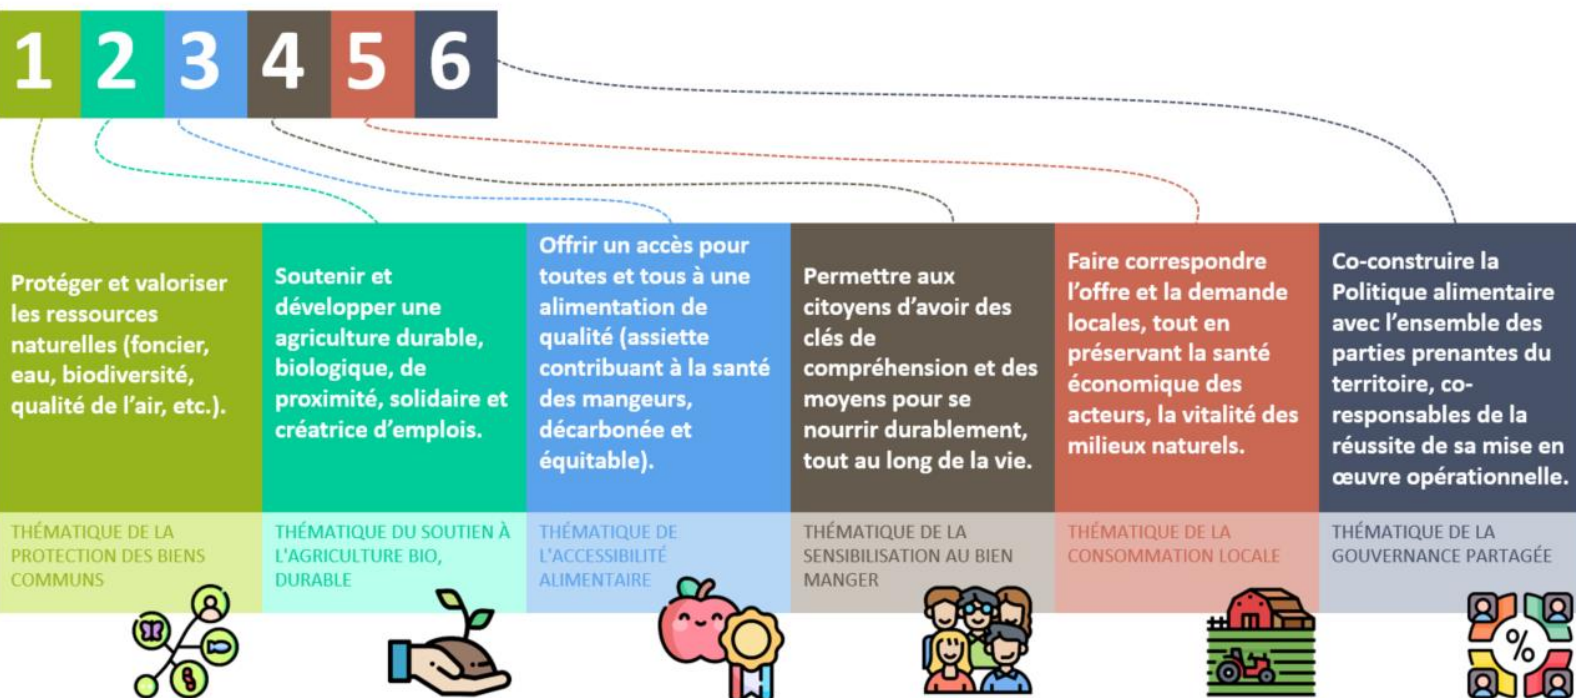 1 2 3 4 5 6
Protéger et valoriser
les ressources
naturelles (foncier,
eau, biodiversité,
qualité de l'air, etc.).
THÉMATIQUE DE LA
PROTECTION DES BIENS
COMMUNS
Soutenir et
développer une
agriculture durable,
biologique, de
proximité, solidaire et
créatrice d'emplois.
THÉMATIQUE DU SOUTIEN À
L'AGRICULTURE BIO,
DURABLE
Offrir un accès pour
toutes et tous à une
alimentation de
qualité (assiette
contribuant à la santé
des mangeurs,
décarbonée et
équitable).
THÉMATIQUE DE
L'ACCESSIBILITÉ
ALIMENTAIRE
Permettre aux
citoyens d'avoir des
clés de
compréhension et des
moyens pour se
nourrir durablement,
tout au long de la vie.
THÉMATIQUE DE LA
SENSIBILISATION AU BIEN
MANGER
Faire correspondre
l'offre et la demande
locales, tout en
préservant la santé
économique des
acteurs, la vitalité des
milieux naturels.
THÉMATIQUE DE LA
CONSOMMATION LOCALE
Co-construire la
Politique alimentaire
avec l'ensemble des
parties prenantes du
territoire, co-
responsables de la
réussite de sa mise en
œuvre opérationnelle.
THÉMATIQUE DE LA
GOUVERNANCE PARTAGÉE
%